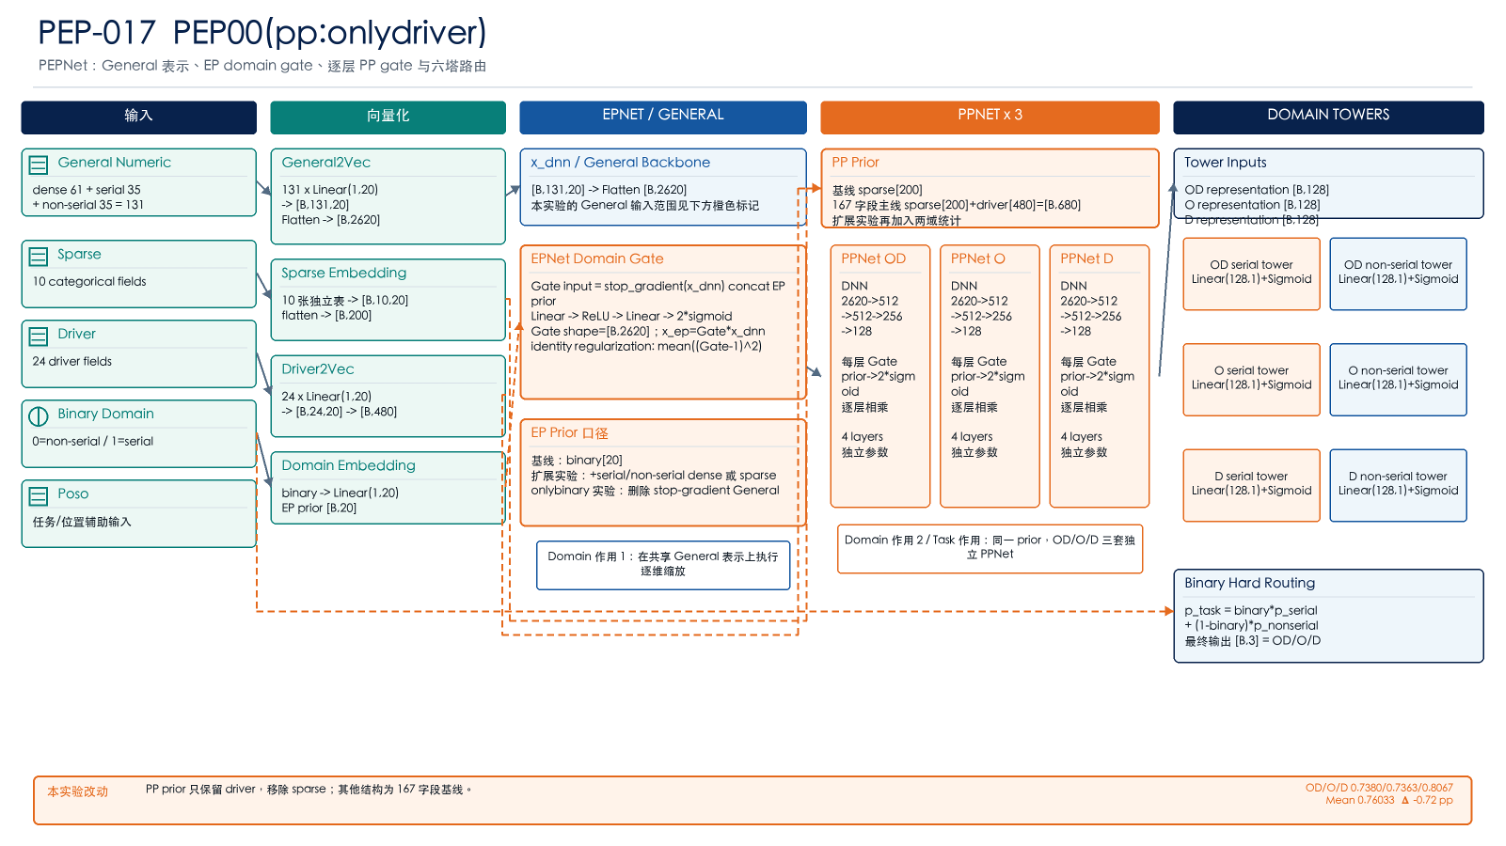 PEP-017 PEP00(pp:onlydriver)
PEPNet：General 表示、EP domain gate、逐层 PP gate 与六塔路由
输入
General Numeric
dense 61 + serial 35
+ non-serial 35 = 131
Sparse
10 categorical fields
Driver
24 driver fields
Binary Domain
0=non-serial / 1=serial
Poso
任务/位置辅助输入
向量化
General2Vec
131 x Linear(1,20)
-> [B,131,20]
Flatten -> [B,2620]
Sparse Embedding
10 张独立表 -> [B,10,20]
flatten -> [B,200]
Driver2Vec
24 x Linear(1,20)
-> [B,24,20] -> [B,480]
Domain Embedding
binary -> Linear(1,20)
EP prior [B,20]
EPNET / GENERAL
x_dnn / General Backbone
[B,131,20] -> Flatten [B,2620]
本实验的 General 输入范围见下方橙色标记
EPNet Domain Gate
Gate input = stop_gradient(x_dnn) concat EP
prior
Linear -> ReLU -> Linear -> 2*sigmoid
Gate shape=[B,2620]；x_ep=Gate*x_dnn
identity regularization: mean((Gate-1)^2)
EP Prior 口径
基线：binary[20]
扩展实验：+serial/non-serial dense 或 sparse
onlybinary 实验：删除 stop-gradient General
Domain 作用 1：在共享 General 表示上执行
逐维缩放
PPNET x 3
PP Prior
基线 sparse[200]
167 字段主线 sparse[200]+driver[480]=[B,680]
扩展实验再加入两域统计
PPNet OD
DNN
2620->512
->512->256
->128
每层 Gate
prior->2*sigm
oid
逐层相乘
4 layers
独立参数
PPNet O
DNN
2620->512
->512->256
->128
每层 Gate
prior->2*sigm
oid
逐层相乘
4 layers
独立参数
PPNet D
DNN
2620->512
->512->256
->128
每层 Gate
prior->2*sigm
oid
逐层相乘
4 layers
独立参数
Domain 作用 2 / Task 作用：同一 prior，OD/O/D 三套独
立 PPNet
DOMAIN TOWERS
Tower Inputs
OD representation [B,128]
O representation [B,128]
D representation [B,128]
OD serial tower
Linear(128,1)+Sigmoid
OD non-serial tower
Linear(128,1)+Sigmoid
O serial tower
Linear(128,1)+Sigmoid
O non-serial tower
Linear(128,1)+Sigmoid
D serial tower
Linear(128,1)+Sigmoid
D non-serial tower
Linear(128,1)+Sigmoid
Binary Hard Routing
p_task = binary*p_serial
+ (1-binary)*p_nonserial
最终输出 [B,3] = OD/O/D
本实验改动
PP prior 只保留 driver，移除 sparse；其他结构为 167 字段基线。
OD/O/D 0.7380/0.7363/0.8067
Mean 0.76033 Δ -0.72 pp